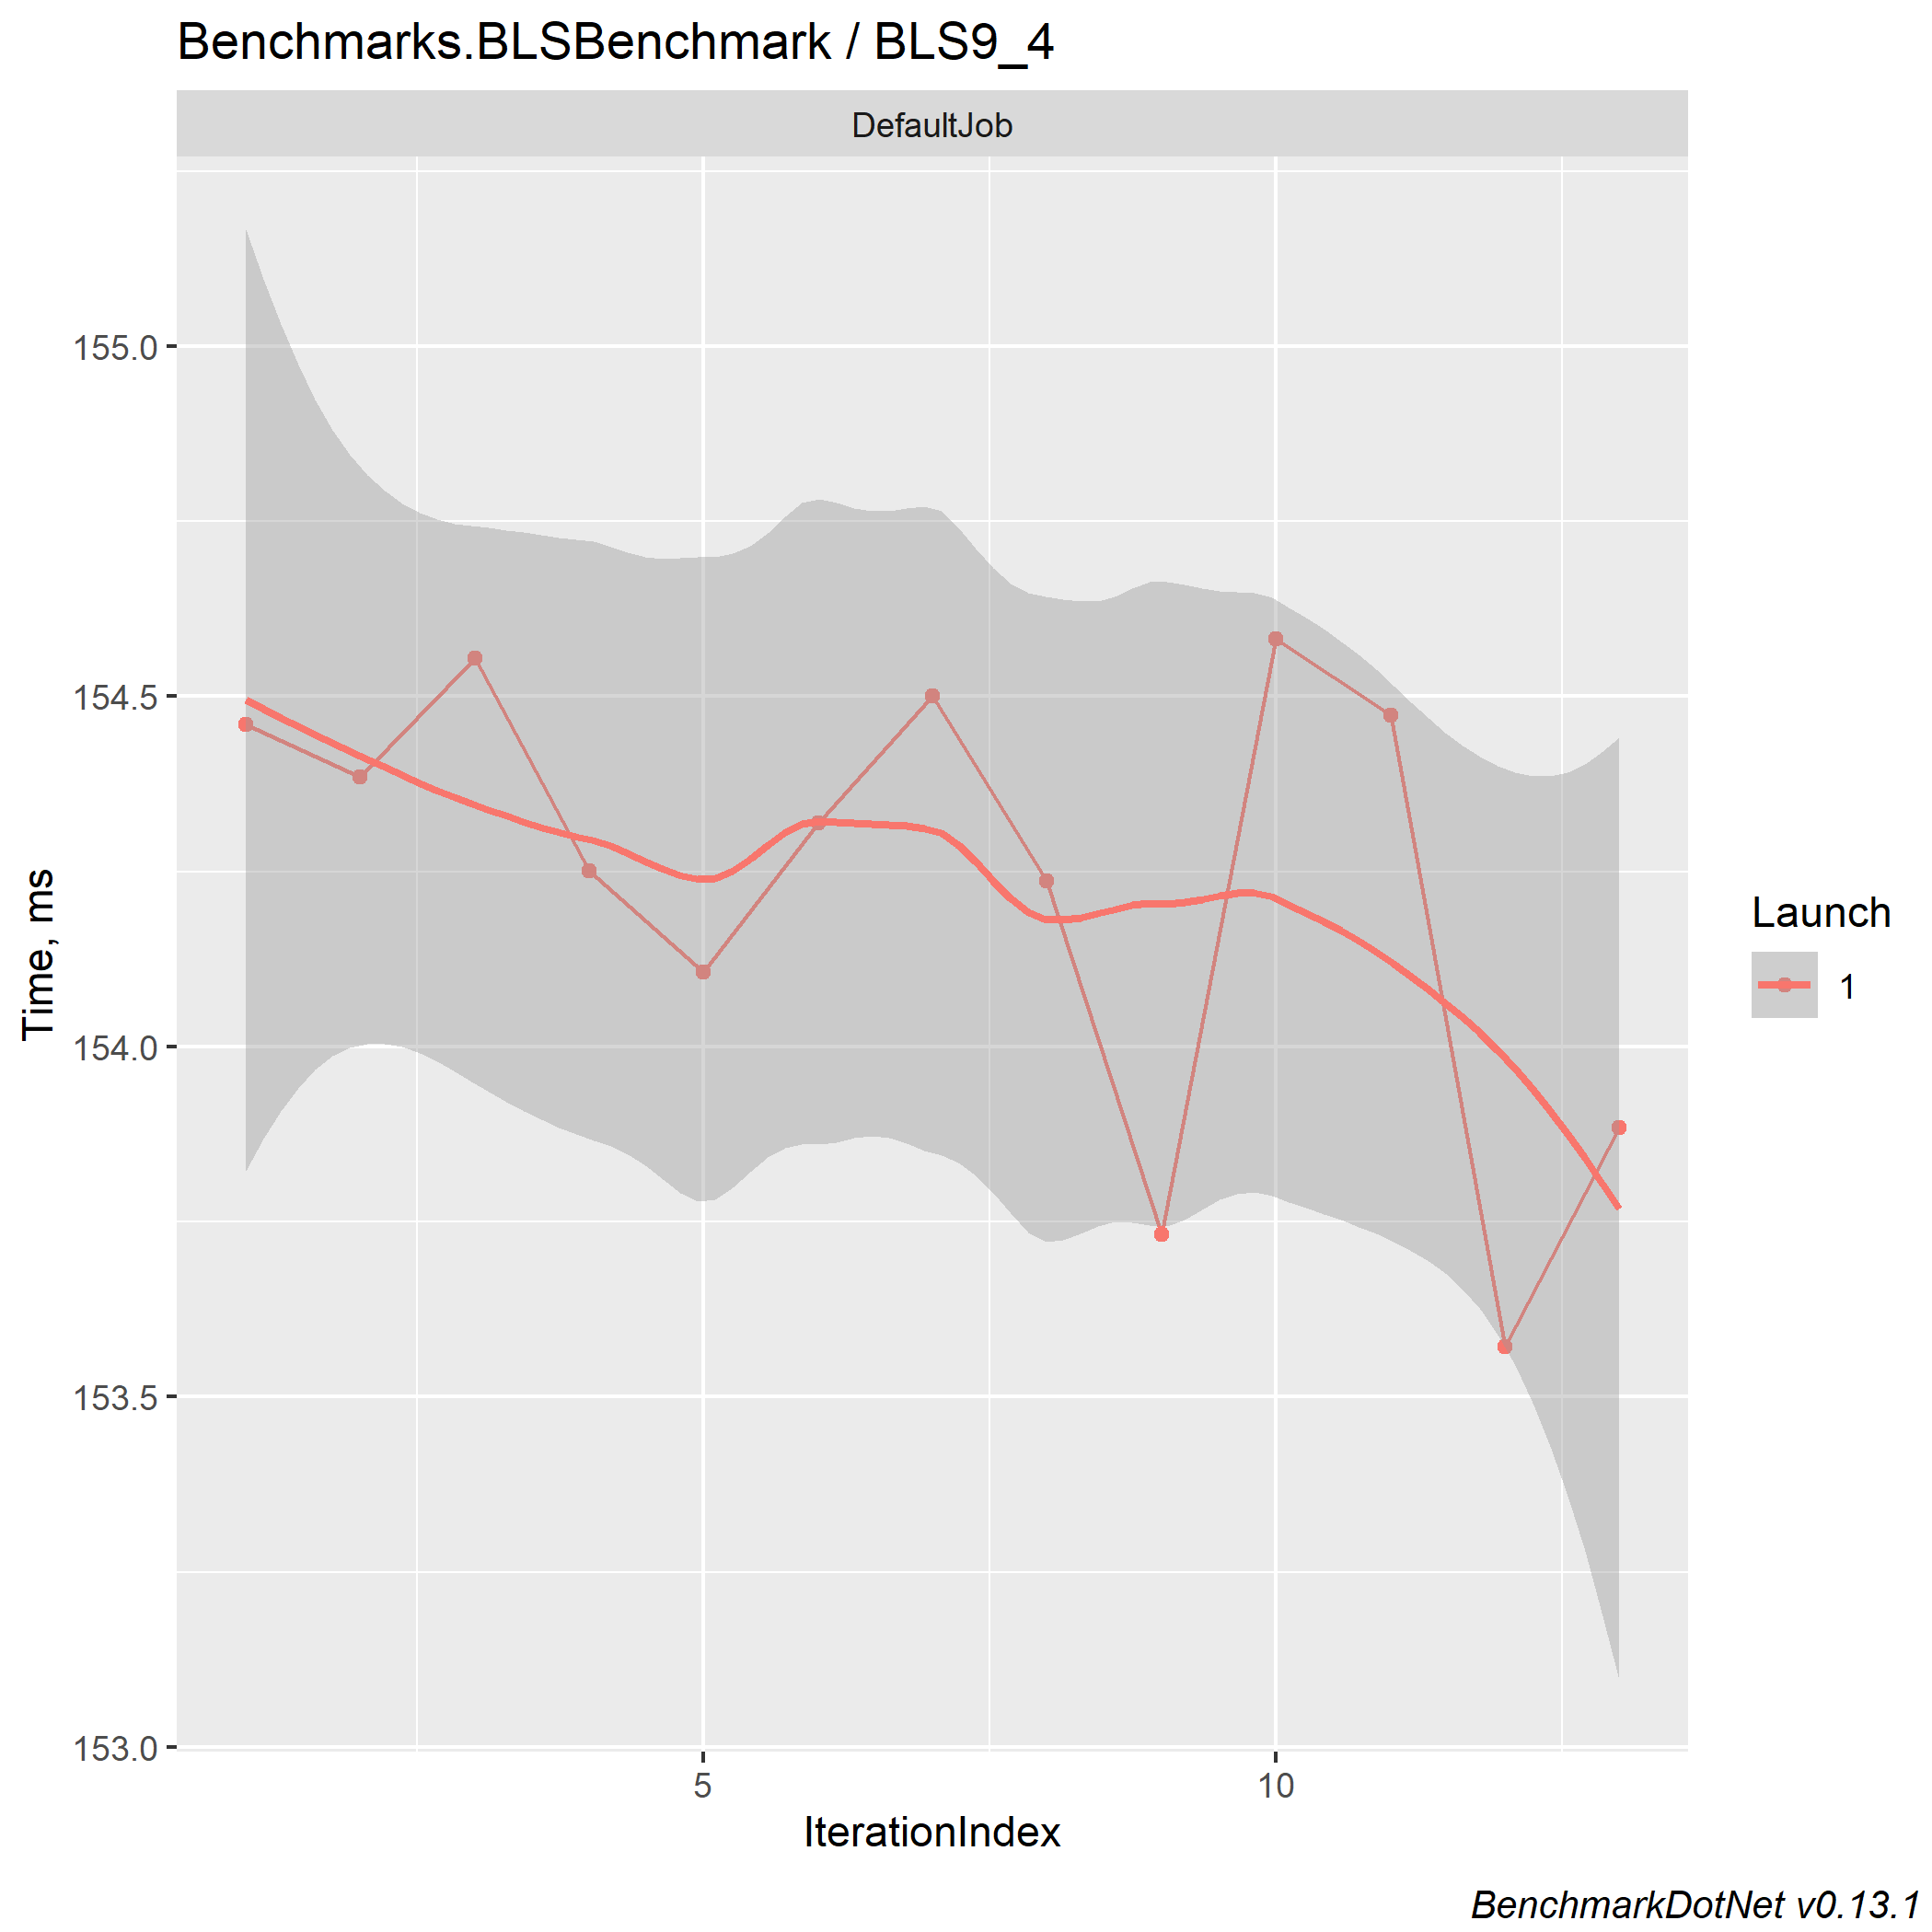 Benchmarks.BLSBenchmark / BLS9_4
DefaultJob
155.0
154.5
154.0
153.5
153.0
Time, ms
5
10
IterationIndex
Launch
1
BenchmarkDotNet v0.13.1